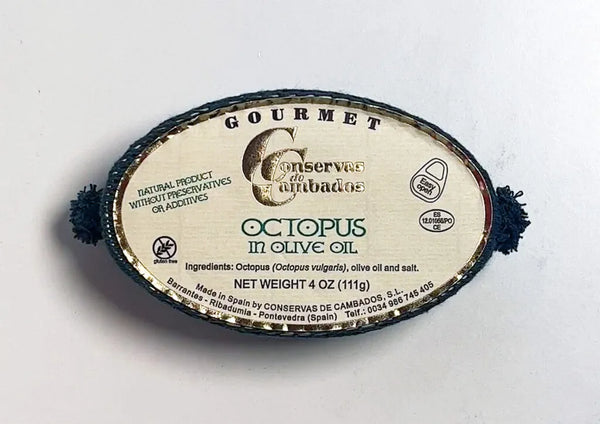 GOURMET
Conservas
de
Cambados
NATURAL PRODUCT
WITHOUT PRESERVATIVES
OR ADDITIVES
Easy
open
OCTOPUS
IN OLIVE OIL
ES
12.01668/PO
CE
gluten-free
Ingredients: Octopus (Octopus vulgaris), olive oil and salt.
NET WEIGHT 4 OZ (111g)
Made in Spain by CONSERVAS DE CAMBADOS, S.L.
Barrantes - Ribadumia - Pontevedra (Spain) Telf.: 0034 986 745 405